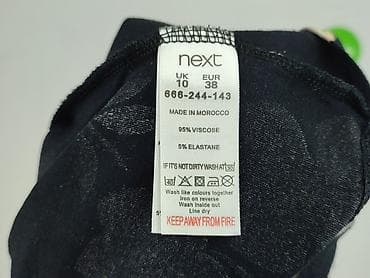 next
UK EUR
10 38
666-244-143
MADE IN MOROCCO
95% VISCOSE
5% ELASTANE
IF IT'S NOT DIRTY WASH AT 30
Wash like colours together
Iron on reverse
Wash inside out
Line dry
KEEP AWAY FROM FIRE